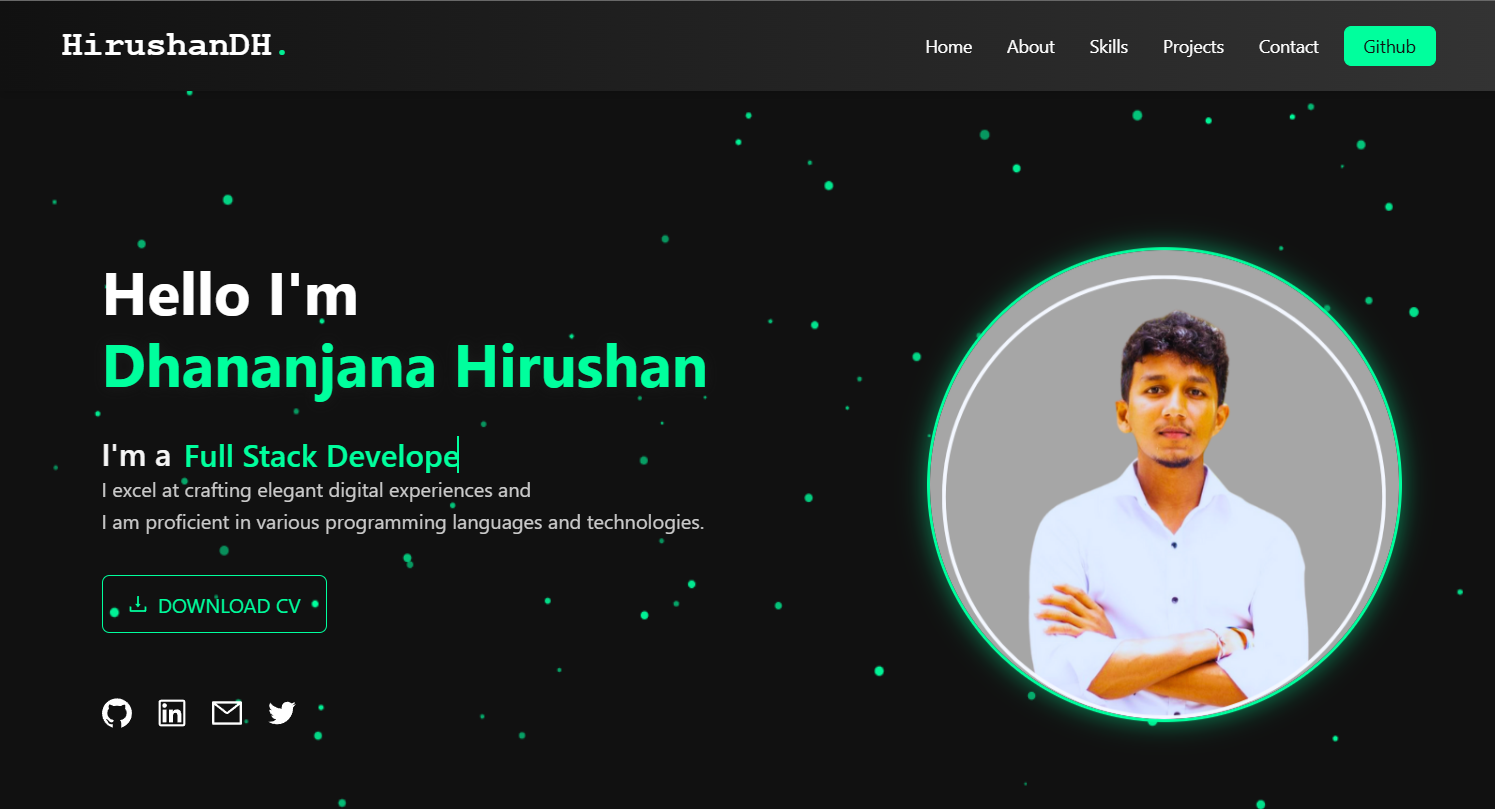 HirushanDH.
Home About Skills Projects Contact Github
Hello I'm
Dhananjana Hirushan
I'm a Full Stack Develope
I excel at crafting elegant digital experiences and
I am proficient in various programming languages and technologies.
DOWNLOAD CV
in